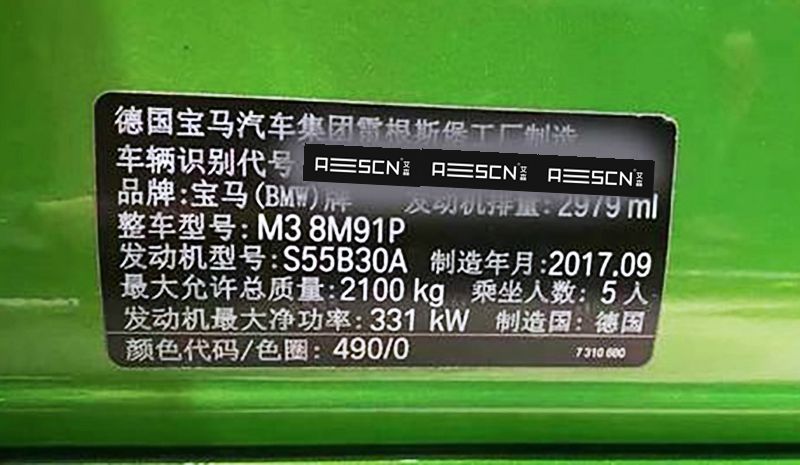 德国宝马汽车集团雷根斯堡工厂制造
车辆识别代号 AESCN 艾森 AESCN 艾森 AESCN 艾森
品牌:宝马(BMW)牌 发动机排量:2979 ml
整车型号:M3 8M91P
发动机型号:S55B30A 制造年月:2017.09
最大允许总质量:2100 kg 乘坐人数: 5 人
发动机最大净功率:331 kW 制造国: 德国
颜色代码/色圈: 490/0 7 310 680